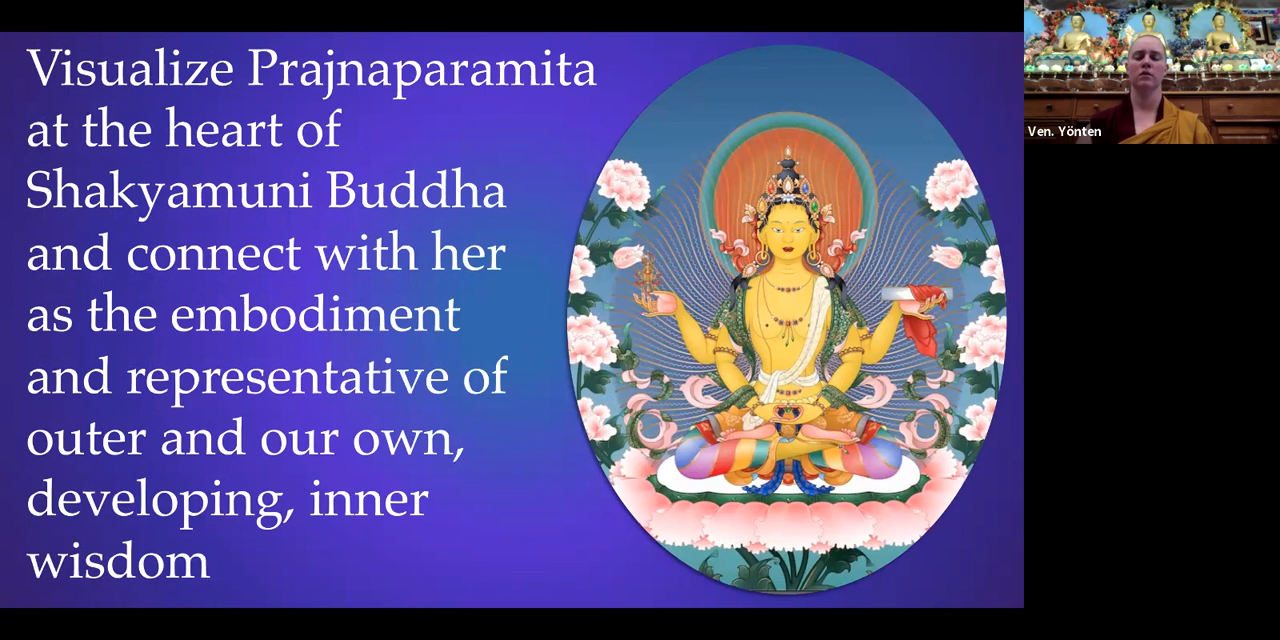 Visualize Prajnaparamita
at the heart of
Shakyamuni Buddha
and connect with her
as the embodiment
and representative of
outer and our own,
developing, inner
wisdom
Ven. Yönten